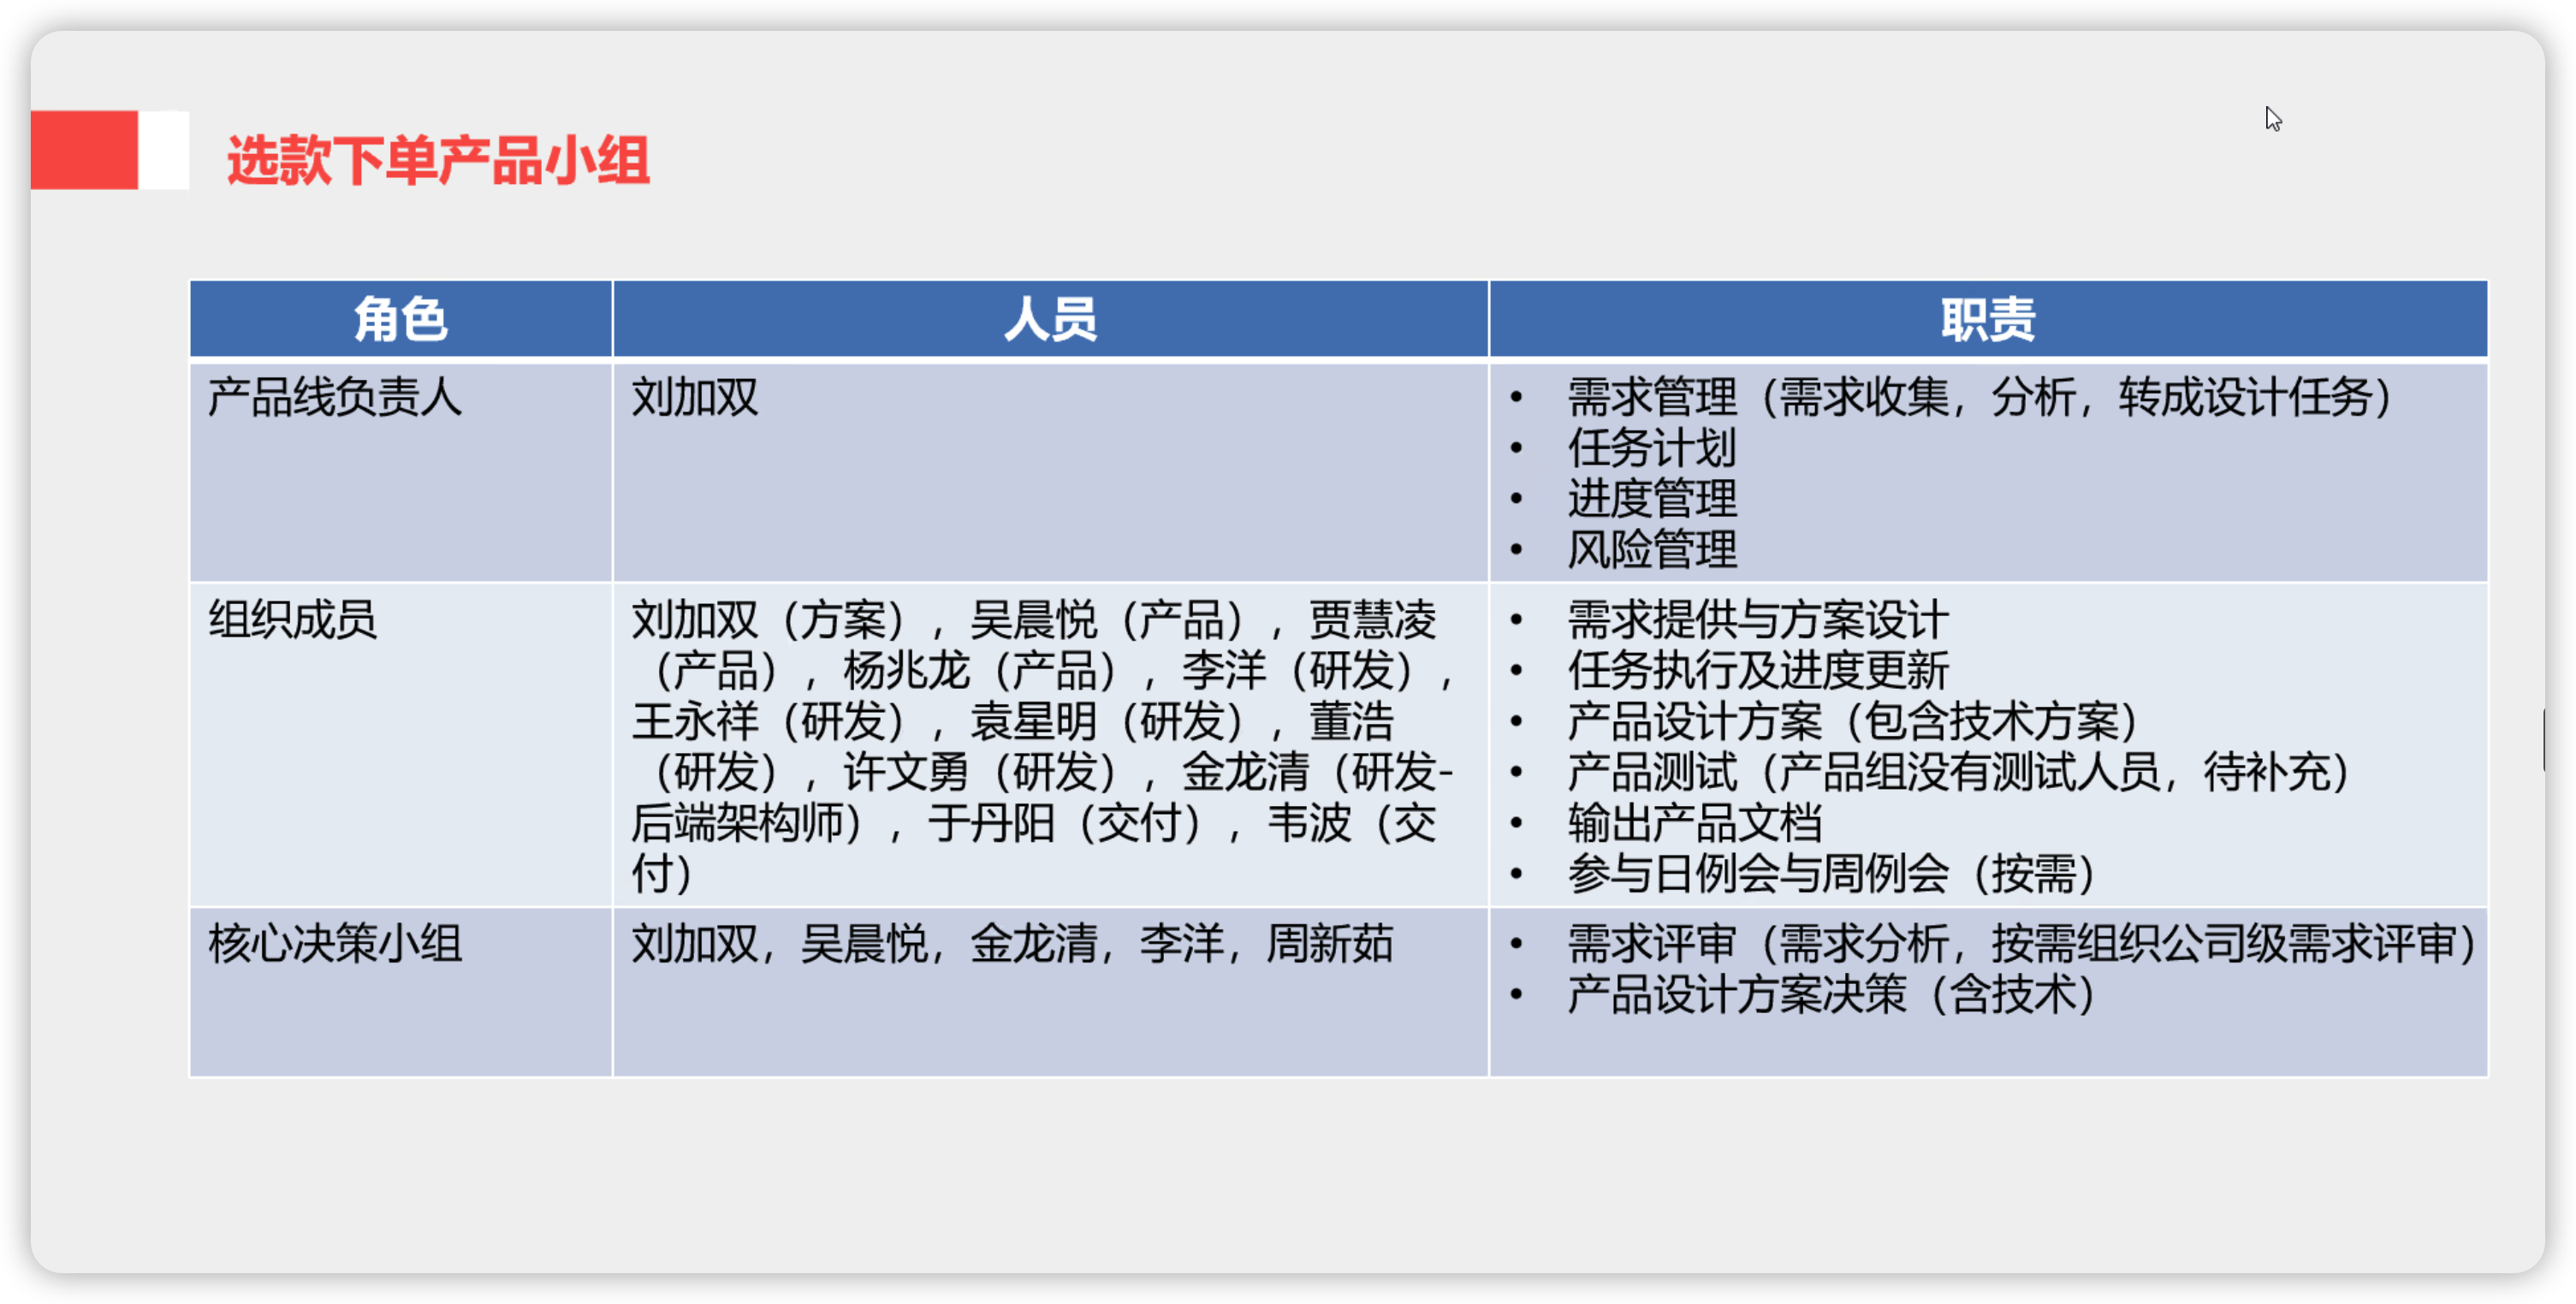 选款下单产品小组
角色
人员
职责
产品线负责人
刘加双
• 需求管理（需求收集，分析，转成设计任务）
• 任务计划
• 进度管理
• 风险管理
组织成员
刘加双（方案），吴晨悦（产品），贾慧凌
（产品），杨兆龙（产品），李洋（研发），
王永祥（研发），袁星明（研发），董浩
（研发），许文勇（研发），金龙清（研发-
后端架构师），于丹阳（交付），韦波（交
付）
• 需求提供与方案设计
• 任务执行及进度更新
• 产品设计方案（包含技术方案）
• 产品测试（产品组没有测试人员，待补充）
• 输出产品文档
• 参与日例会与周例会（按需）
核心决策小组
刘加双，吴晨悦，金龙清，李洋，周新茹
• 需求评审（需求分析，按需组织公司级需求评审）
• 产品设计方案决策（含技术）